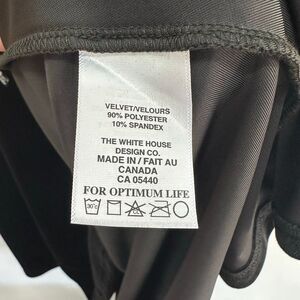 VELVET/VELOURS
90% POLYESTER
10% SPANDEX
THE WHITE HOUSE
DESIGN CO.
MADE IN / FAIT AU
CANADA
CA 05440
FOR OPTIMUM LIFE
30°C